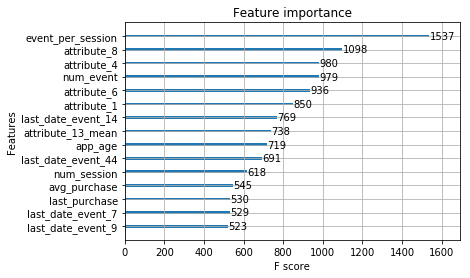 Feature importance
event_per_session 1537
attribute_8 1098
attribute_4 980
num_event 979
attribute_6 936
attribute_1 850
last_date_event_14 769
attribute_13_mean 738
app_age 719
last_date_event_44 691
num_session 618
avg_purchase 545
last_purchase 530
last_date_event_7 529
last_date_event_9 523
Features
0 200 400 600 800 1000 1200 1400 1600
F score